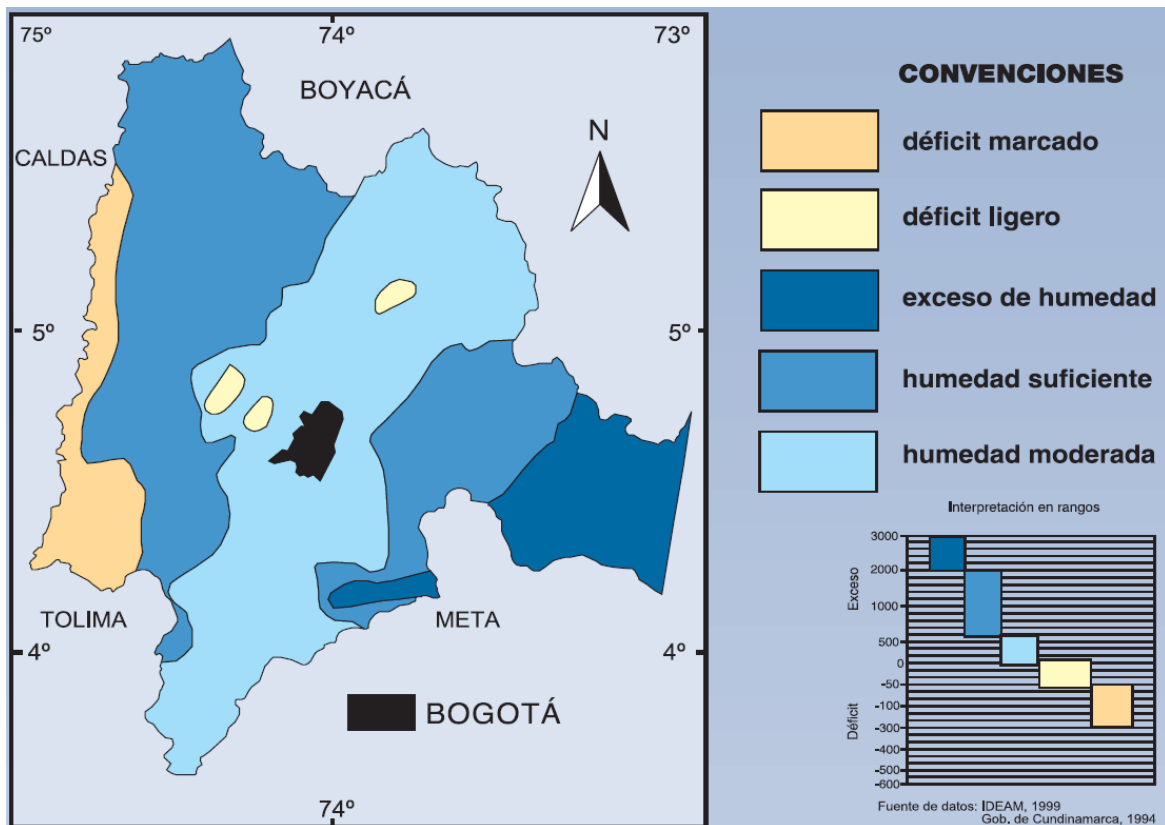 75º
74º
73º
BOYACÁ
CALDAS
N
5º
5º
TOLIMA
META
4º
4º
BOGOTÁ
74º
CONVENCIONES
déficit marcado
déficit ligero
exceso de humedad
humedad suficiente
humedad moderada
Interpretación en rangos
Exceso
Déficit
3000
2000
1000
500
0
-50
-100
-300
-400
-500
-600
Fuente de datos: IDEAM, 1999
Gob. de Cundinamarca, 1994